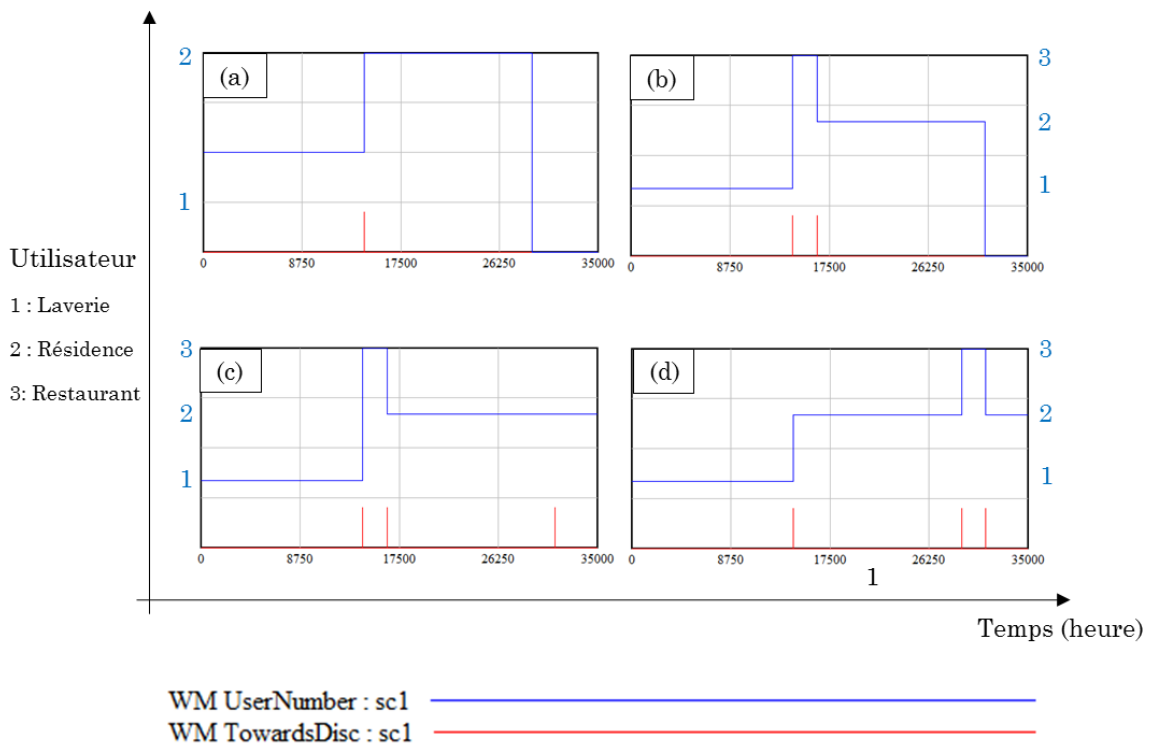 2
1
(a)
0 8750 17500 26250 35000
(b)
3
2
1
0 8750 17500 26250 35000
Utilisateur
1 : Laverie
2 : Résidence
3: Restaurant
3
2
1
(c)
0 8750 17500 26250 35000
(d)
3
2
1
0 8750 17500 26250 35000
1
Temps (heure)
WM UserNumber : sc1
WM TowardsDisc : sc1